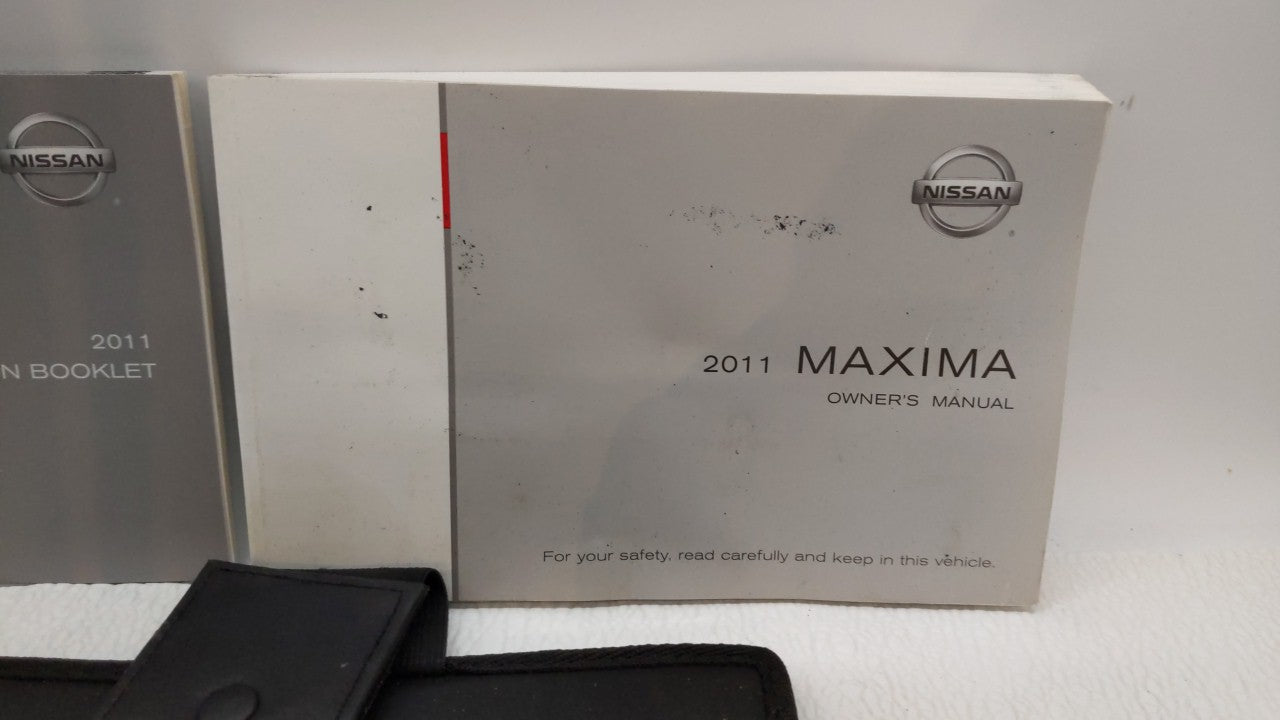 NISSAN
2011
N BOOKLET
NISSAN
2011 MAXIMA
OWNER'S MANUAL
For your safety, read carefully and keep in this vehicle.